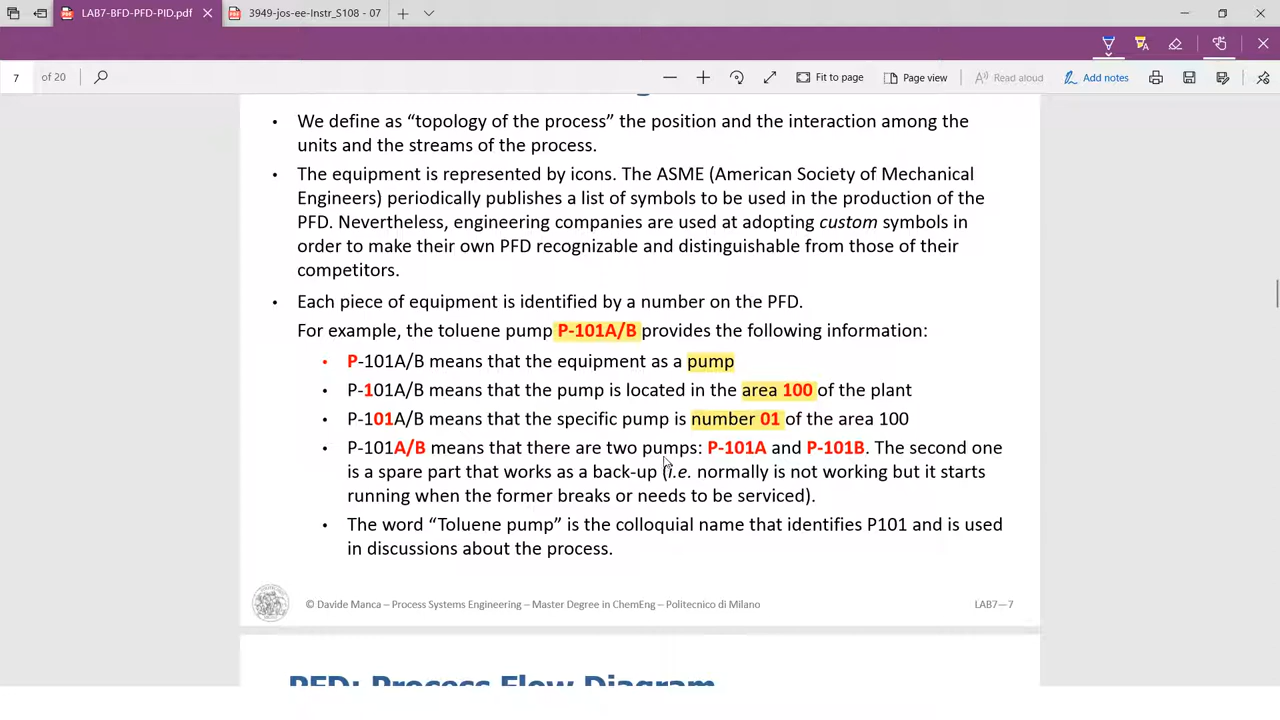 LAB7-BFD-PFD-PID.pdf
3949-jos-ee-Instr_S108 - 07
7 of 20
Fit to page
Page view
Read aloud
Add notes
• We define as “topology of the process” the position and the interaction among the
units and the streams of the process.
• The equipment is represented by icons. The ASME (American Society of Mechanical
Engineers) periodically publishes a list of symbols to be used in the production of the
PFD. Nevertheless, engineering companies are used at adopting custom symbols in
order to make their own PFD recognizable and distinguishable from those of their
competitors.
• Each piece of equipment is identified by a number on the PFD.
For example, the toluene pump P-101A/B provides the following information:
• P-101A/B means that the equipment as a pump
• P-101A/B means that the pump is located in the area 100 of the plant
• P-101A/B means that the specific pump is number 01 of the area 100
• P-101A/B means that there are two pumps: P-101A and P-101B. The second one
is a spare part that works as a back-up (i.e. normally is not working but it starts
running when the former breaks or needs to be serviced).
• The word “Toluene pump” is the colloquial name that identifies P101 and is used
in discussions about the process.
© Davide Manca – Process Systems Engineering – Master Degree in ChemEng – Politecnico di Milano
LAB7—7
PFD: Process Flow Diagram